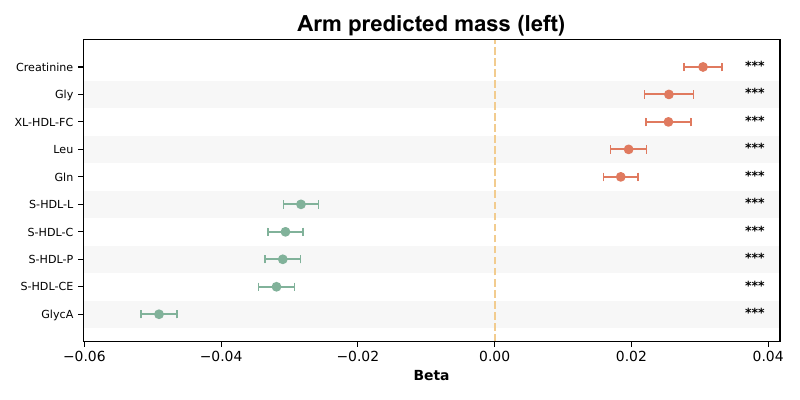 Arm predicted mass (left)
Creatinine ***
Gly ***
XL-HDL-FC ***
Leu ***
Gln ***
S-HDL-L ***
S-HDL-C ***
S-HDL-P ***
S-HDL-CE ***
GlycA ***
−0.06 −0.04 −0.02 0.00 0.02 0.04
Beta